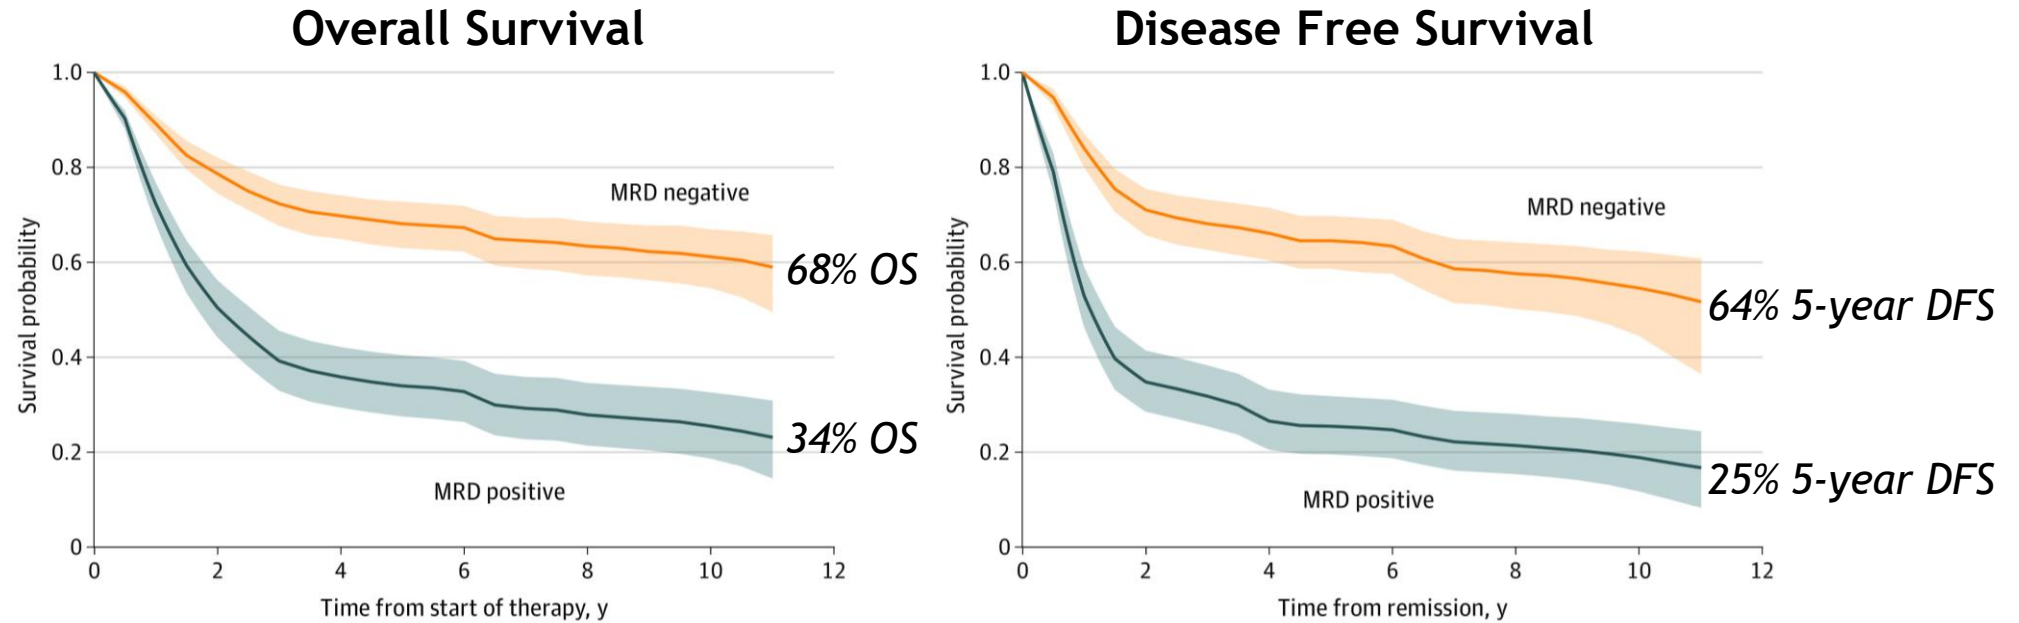 Overall Survival
1.0
0.8
0.6
0.4
0.2
0
Survival probability
MRD negative
MRD positive
68% OS
34% OS
0 2 4 6 8 10 12
Time from start of therapy, y
Disease Free Survival
1.0
0.8
0.6
0.4
0.2
0
Survival probability
MRD negative
MRD positive
64% 5-year DFS
25% 5-year DFS
0 2 4 6 8 10 12
Time from remission, y